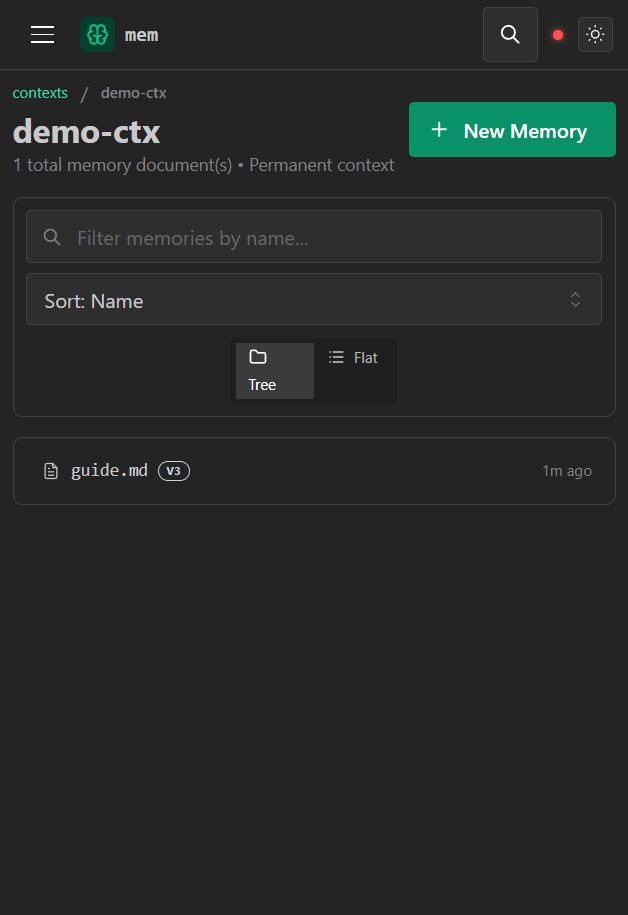 mem
contexts / demo-ctx
demo-ctx
1 total memory document(s) • Permanent context
+ New Memory
Filter memories by name...
Sort: Name
Tree
Flat
guide.md V3 1m ago